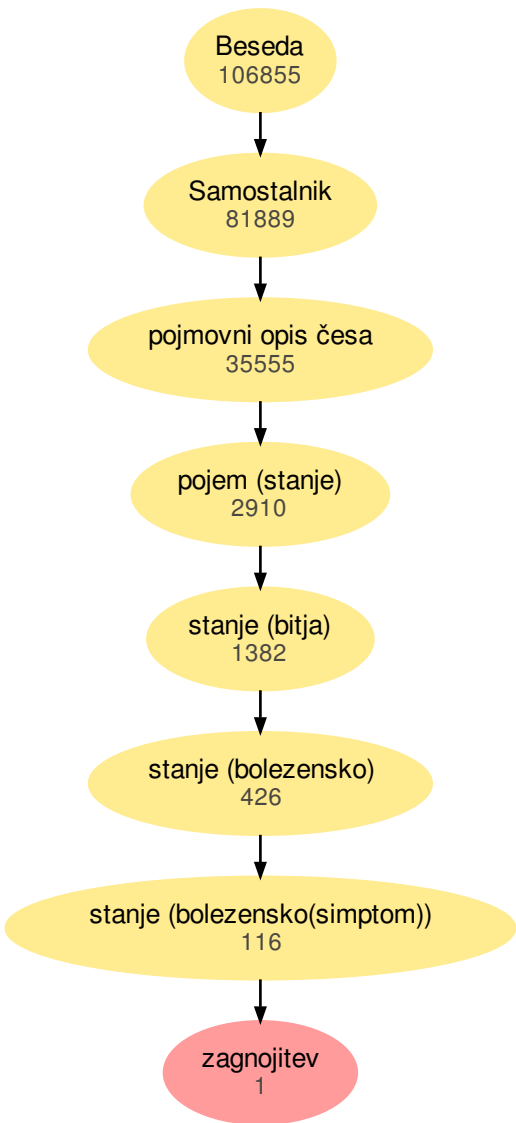 Beseda
106855
Samostalnik
81889
pojmovni opis česa
35555
pojem (stanje)
2910
stanje (bitja)
1382
stanje (bolezensko)
426
stanje (bolezensko(simptom))
116
zagnojitev
1